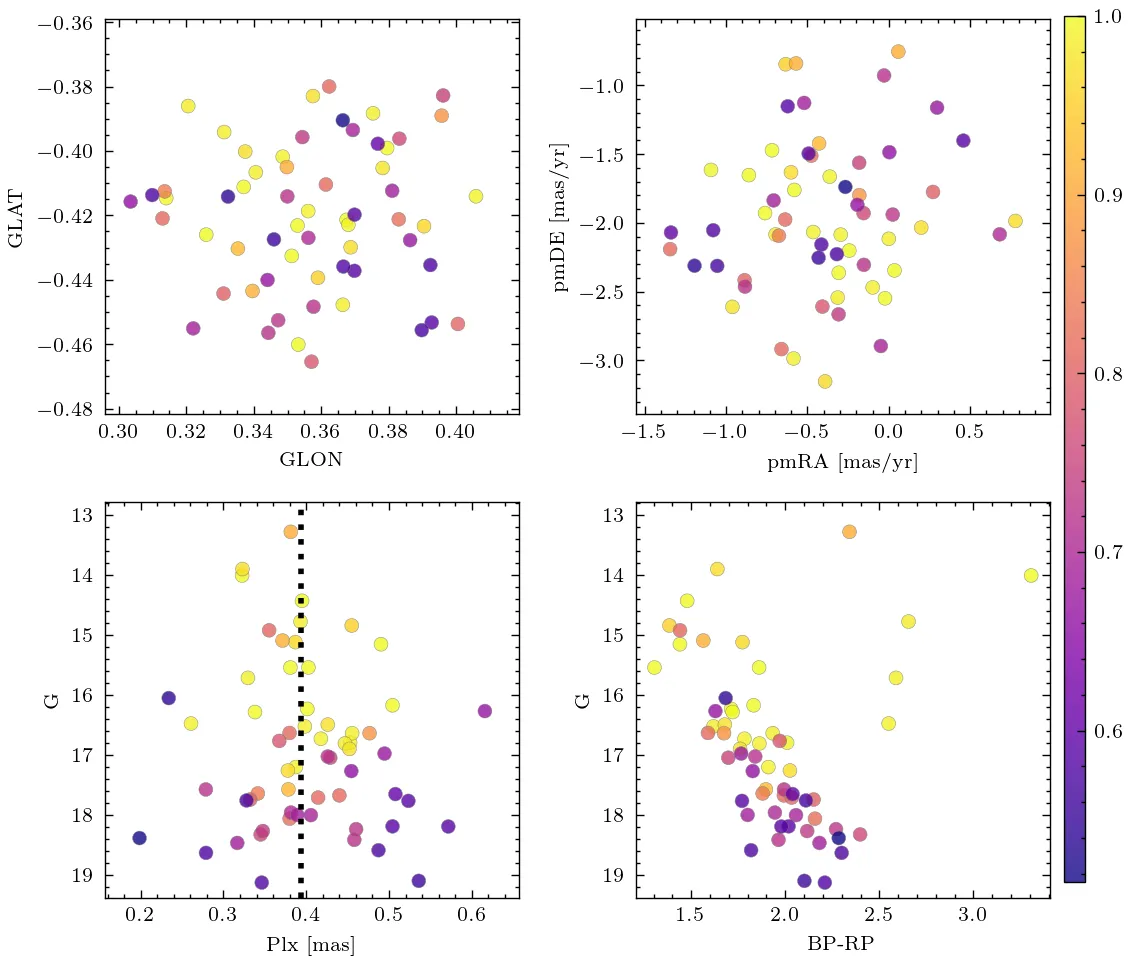 −0.36
−0.38
−0.40
−0.42
−0.44
−0.46
−0.48
GLAT
0.30 0.32 0.34 0.36 0.38 0.40
GLON
−1.0
−1.5
−2.0
−2.5
−3.0
pmDE [mas/yr]
−1.5 −1.0 −0.5 0.0 0.5
pmRA [mas/yr]
13
14
15
16
17
18
19
G
0.2 0.3 0.4 0.5 0.6
Plx [mas]
13
14
15
16
17
18
19
G
1.5 2.0 2.5 3.0
BP-RP
1.0
0.9
0.8
0.7
0.6